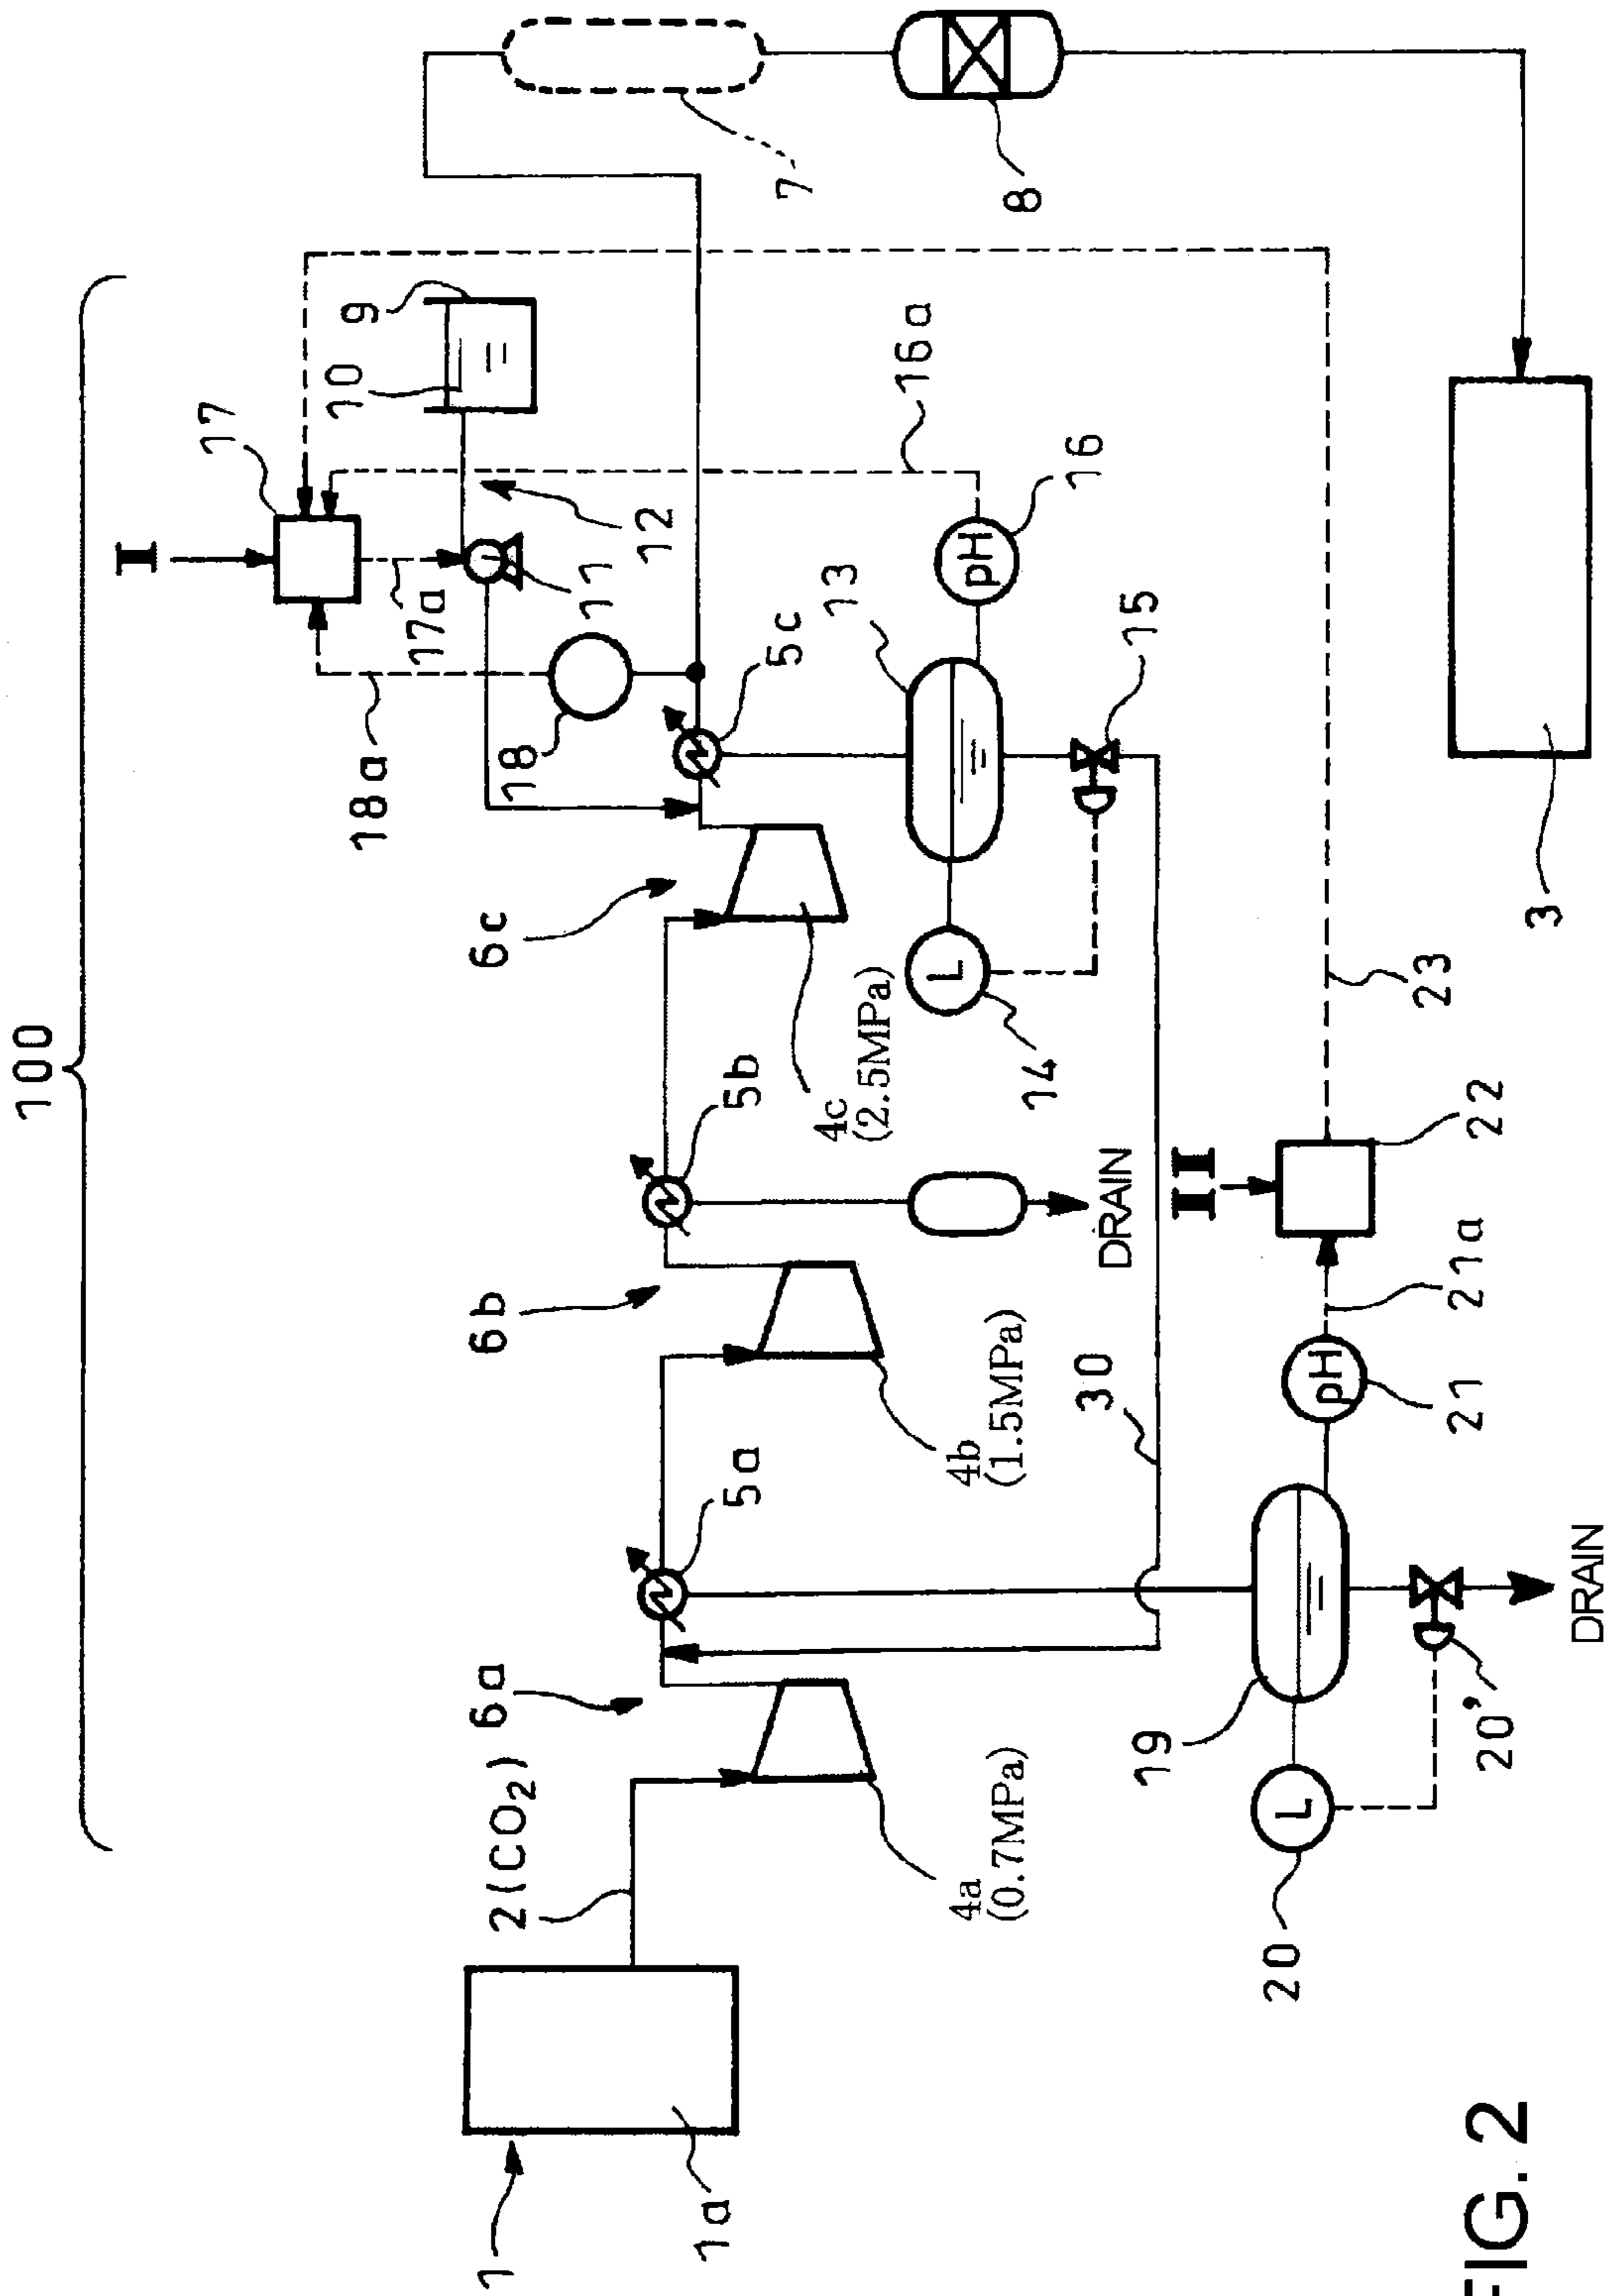 100
I
17
10
9
18a
17a
11
12
18
16a
7
8
6c
5c
13
16
pH
15
L
14
4c
(2.5MPa)
6b
5b
DRAIN
4b
(1.5MPa)
II
22
23
3
6a
5a
30
pH
21a
21
2(CO₂)
4a
(0.7MPa)
19
L
20
20'
DRAIN
1
1a
FIG. 2